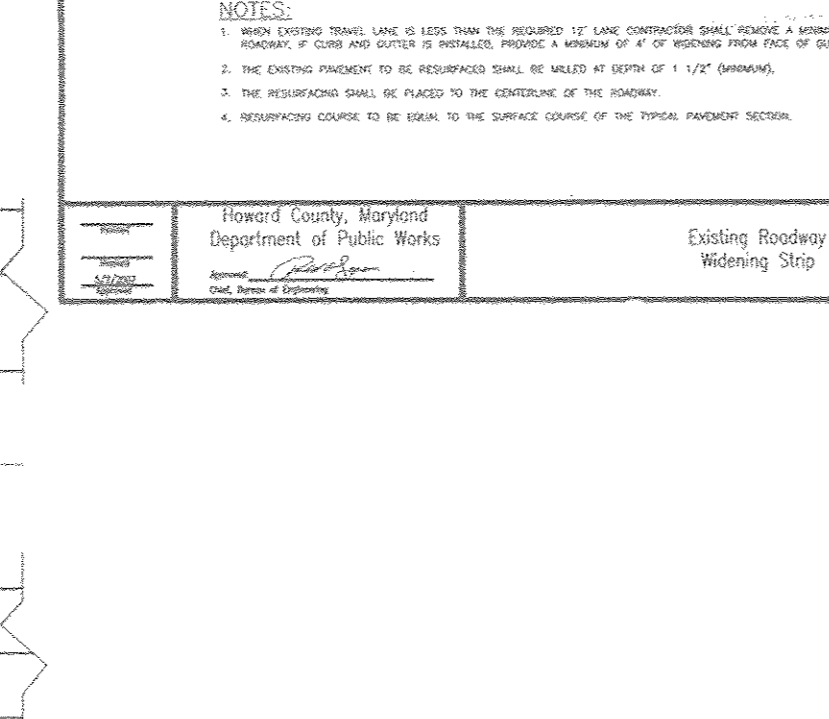 NOTES:
1. WHEN EXISTING TRAVEL LANE IS LESS THAN THE REQUIRED 12' LANE CONTRACTOR SHALL REMOVE A
ROADWAY, IF CURB AND GUTTER IS INSTALLED, PROVIDE A MINIMUM OF 4' OF WIDENING FROM FACE OF
2. THE EXISTING PAVEMENT TO BE RESURFACED SHALL BE MILLED AT DEPTH OF 1 1/2" (MINIMUM).
3. THE RESURFACING SHALL BE PLACED TO THE CENTERLINE OF THE ROADWAY.
4. RESURFACING COURSE TO BE EQUAL TO THE SURFACE COURSE OF THE TYPICAL PAVEMENT SECTION.
Howard County, Maryland
Department of Public Works
Approved:
Chief, Bureau of Engineering
Revised
Revised
Approved
Existing Roadway
Widening Strip